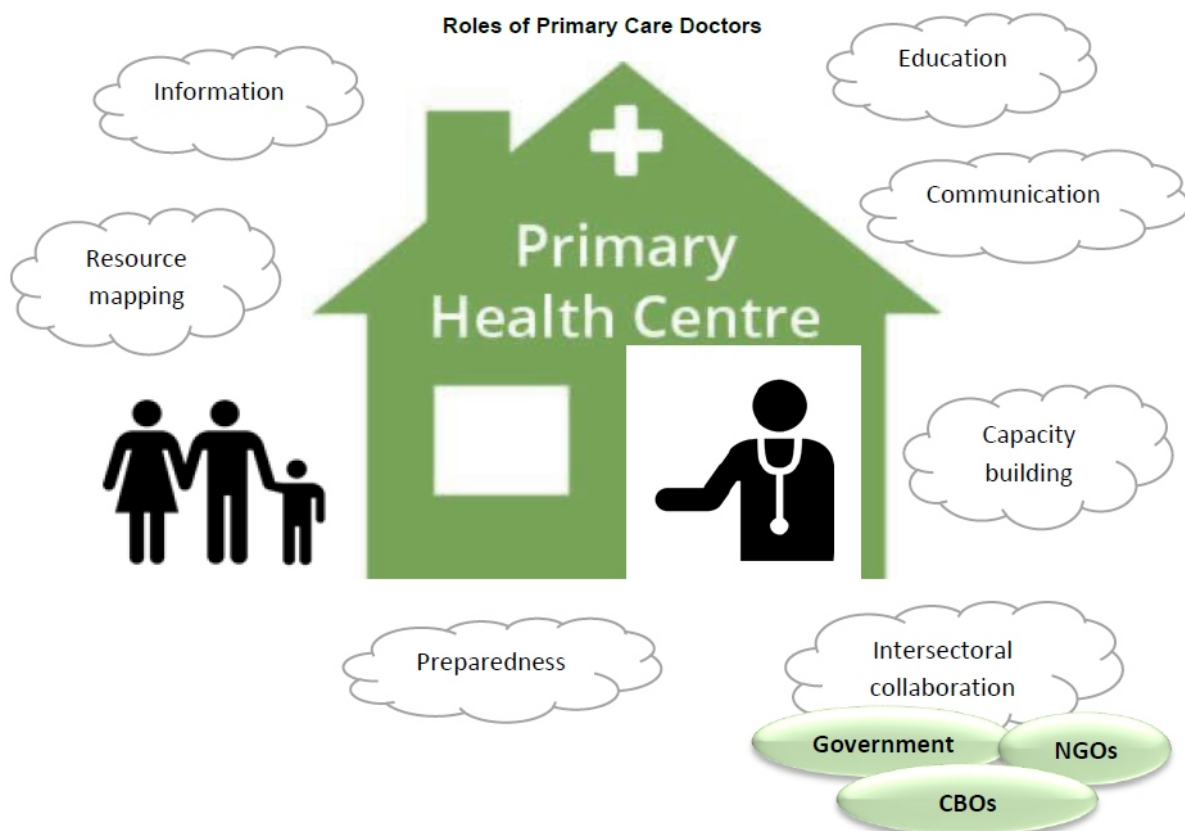 Roles of Primary Care Doctors
Information
Education
Communication
Resource
mapping
Primary
Health Centre
Capacity
building
Preparedness
Intersectoral
collaboration
Government
NGOs
CBOs